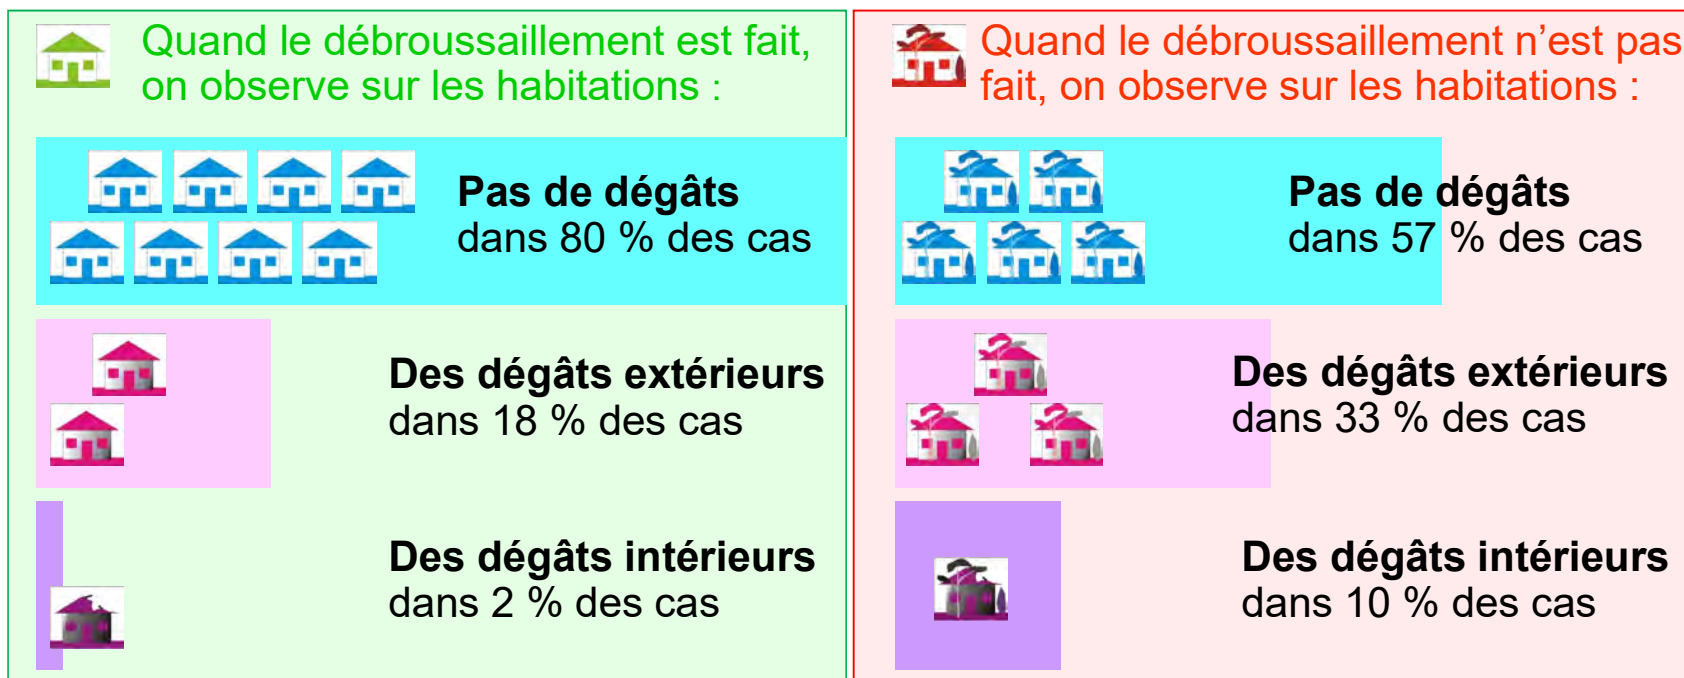 Quand le débroussaillement est fait,
on observe sur les habitations :
Pas de dégâts
dans 80 % des cas
Des dégâts extérieurs
dans 18 % des cas
Des dégâts intérieurs
dans 2 % des cas
Quand le débroussaillement n’est pas
fait, on observe sur les habitations :
Pas de dégâts
dans 57 % des cas
Des dégâts extérieurs
dans 33 % des cas
Des dégâts intérieurs
dans 10 % des cas